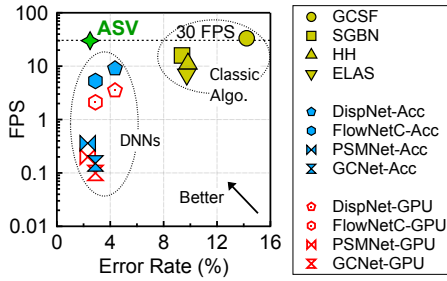 ASV
30 FPS
Classic
Algo.
DNNs
Better
FPS
100
10
1
0.1
0.01
0 4 8 12 16
Error Rate (%)
GCSF
SGBN
HH
ELAS
DispNet-Acc
FlowNetC-Acc
PSMNet-Acc
GCNet-Acc
DispNet-GPU
FlowNetC-GPU
PSMNet-GPU
GCNet-GPU